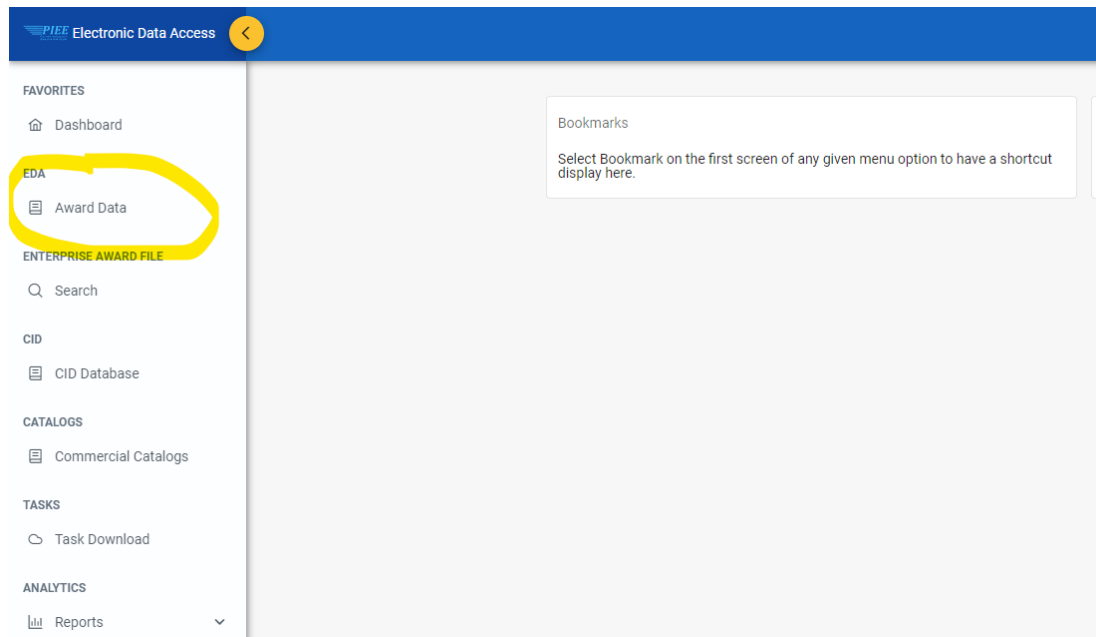 PIEE Electronic Data Access
FAVORITES
Dashboard
EDA
Award Data
ENTERPRISE AWARD FILE
Search
CID
CID Database
CATALOGS
Commercial Catalogs
TASKS
Task Download
ANALYTICS
Reports
Bookmarks
Select Bookmark on the first screen of any given menu option to have a shortcut
display here.